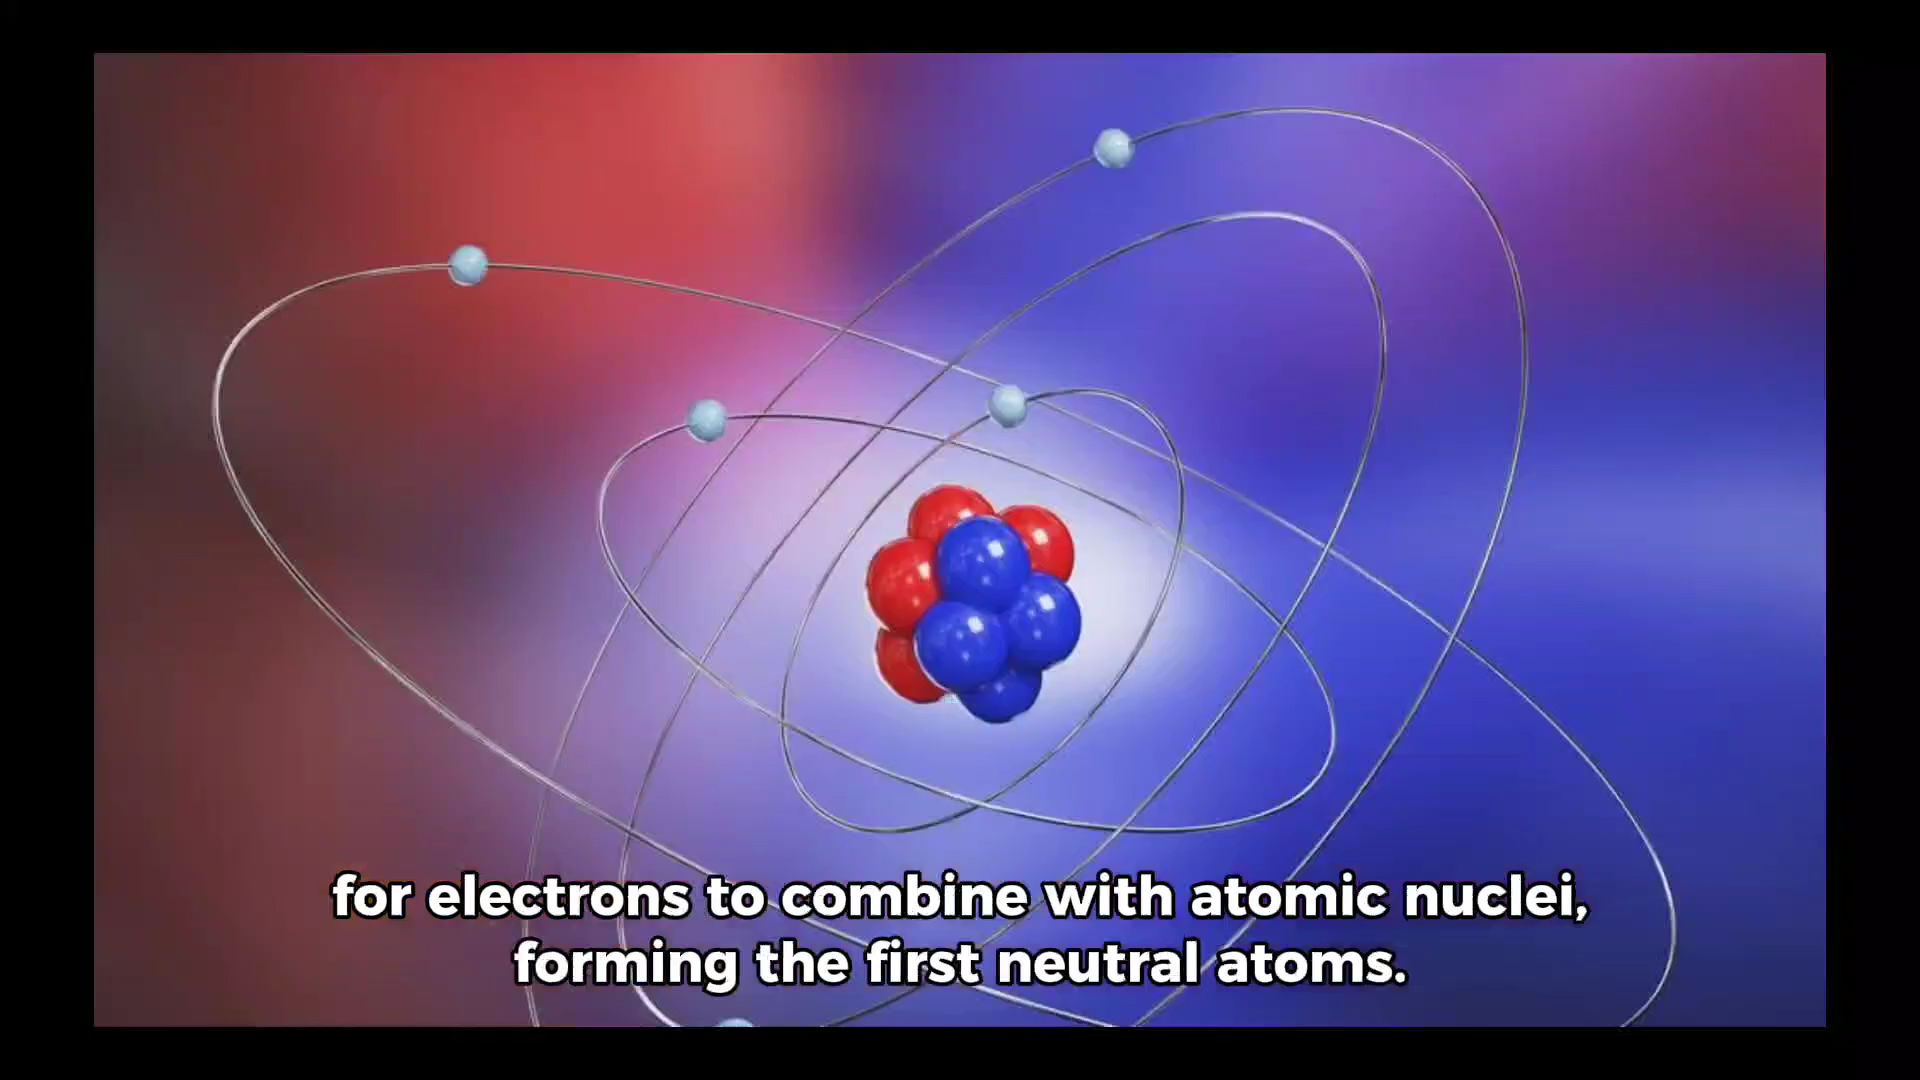 for electrons to combine with atomic nuclei,
forming the first neutral atoms.